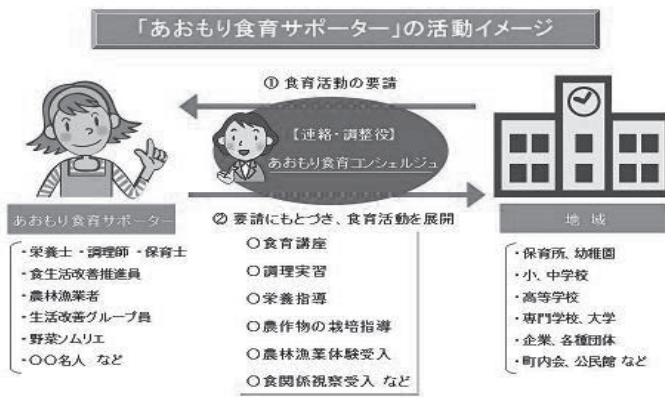 「あおもり食育サポーター」の活動イメージ
① 食育活動の要請
【連絡・調整役】
あおもり食育コンシェルジュ
あおもり食育サポーター
・栄養士・調理師・保育士
・食生活改善推進員
・農林漁業者
・生活改善グループ員
・野菜ソムリエ
・〇〇名人 など
② 要請にもとづき、食育活動を展開
〇食育講座
〇調理実習
〇栄養指導
〇農作物の栽培指導
〇農林漁業体験受入
〇食関係視察受入 など
地 域
・保育所、幼稚園
・小、中学校
・高等学校
・専門学校、大学
・企業、各種団体
・町内会、公民館 など